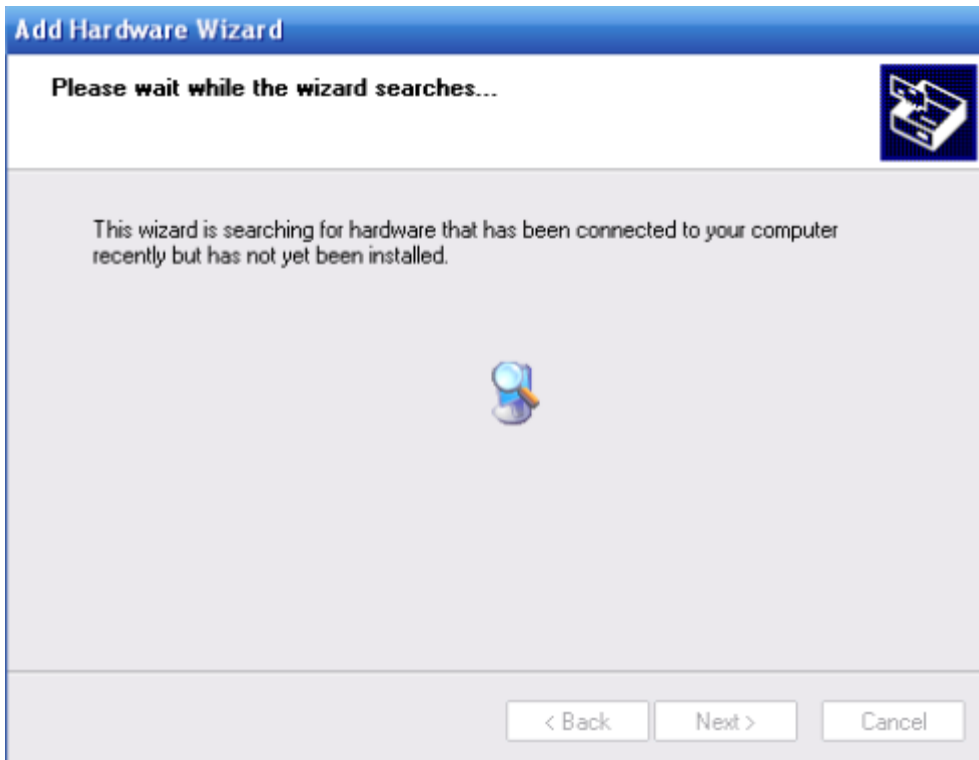 Add Hardware Wizard
Please wait while the wizard searches...
This wizard is searching for hardware that has been connected to your computer
recently but has not yet been installed.
< Back Next > Cancel